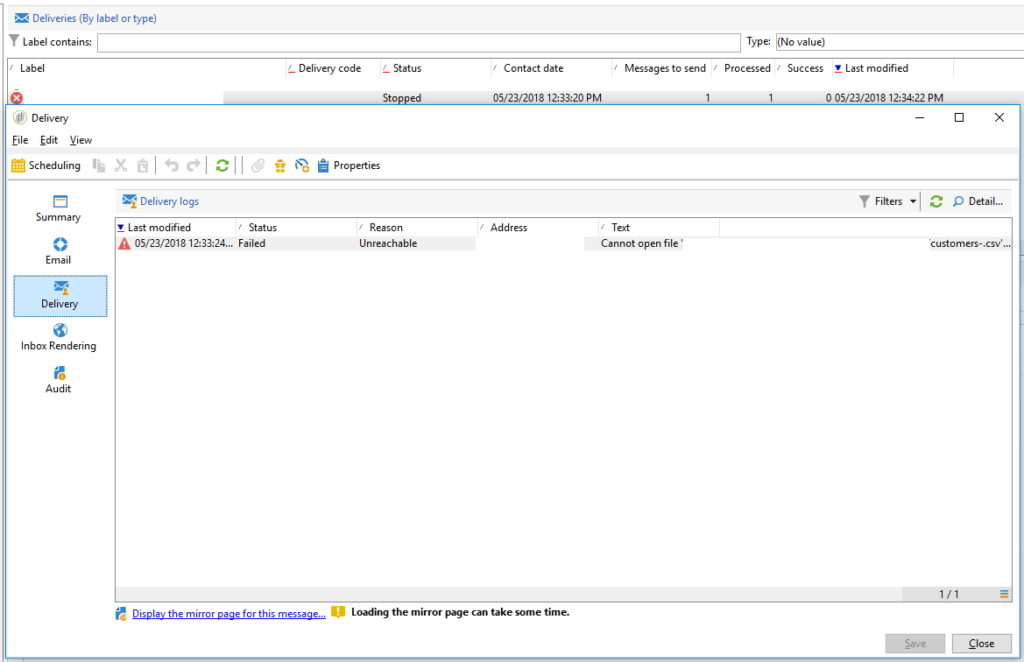 Deliveries (By label or type)
Label contains: Type: (No value)
Label Delivery code Status Contact date Messages to send Processed Success Last modified
Stopped 05/23/2018 12:33:20 PM 1 1 0 05/23/2018 12:34:22 PM
Delivery
File Edit View
Scheduling Properties
Summary
Email
Delivery
Inbox Rendering
Audit
Delivery logs Filters Detail...
Last modified Status Reason Address Text
05/23/2018 12:33:24... Failed Unreachable Cannot open file ' 'customers-.csv'...
1 / 1
Display the mirror page for this message... Loading the mirror page can take some time.
Save Close